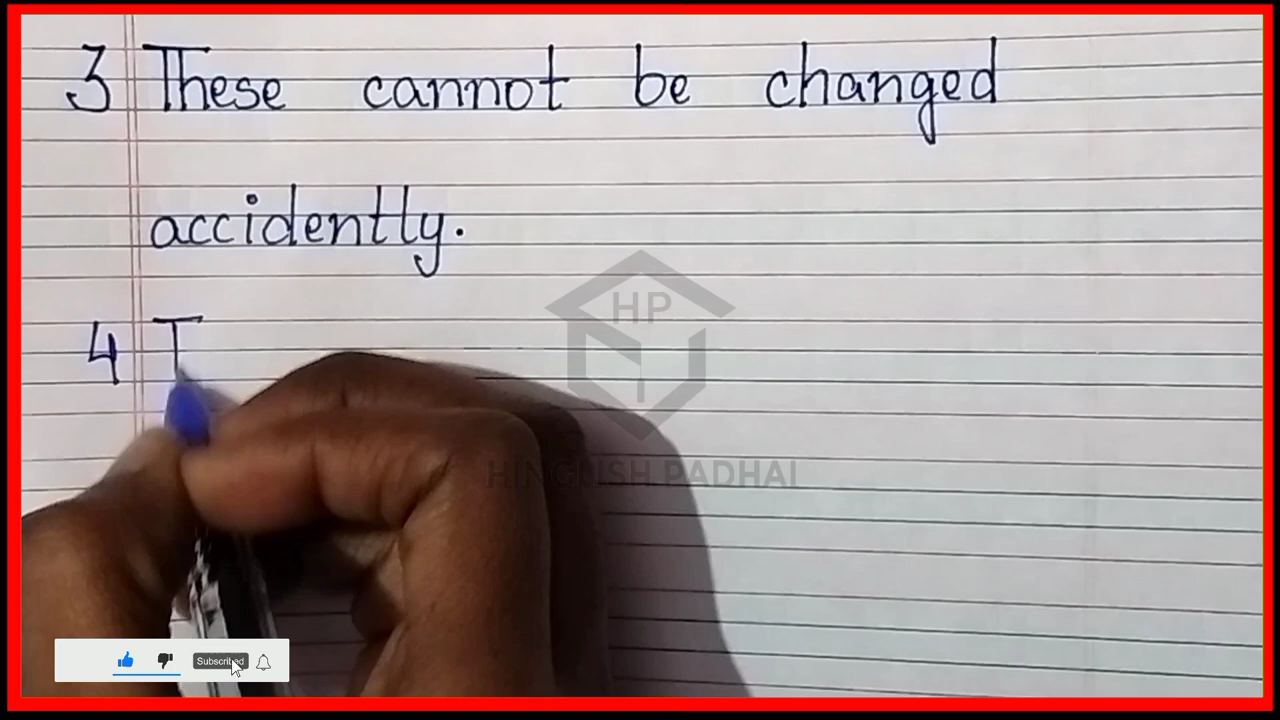 3 These cannot be changed
accidently.
4 T
HP
HINGLISH PADHAI
Subscribed